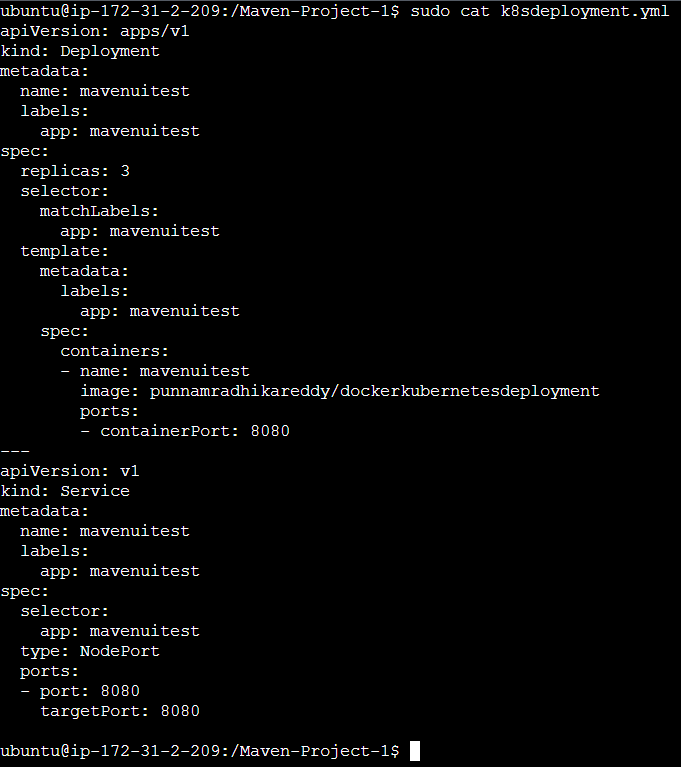 ubuntu@ip-172-31-2-209:/Maven-Project-1$ sudo cat k8sdeployment.yml
apiVersion: apps/v1
kind: Deployment
metadata:
  name: mavenuitest
  labels:
    app: mavenuitest
spec:
  replicas: 3
  selector:
    matchLabels:
      app: mavenuitest
  template:
    metadata:
      labels:
        app: mavenuitest
    spec:
      containers:
      - name: mavenuitest
        image: punnamradhikareddy/dockerkubernetesdeployment
        ports:
        - containerPort: 8080
---
apiVersion: v1
kind: Service
metadata:
  name: mavenuitest
  labels:
    app: mavenuitest
spec:
  selector:
    app: mavenuitest
  type: NodePort
  ports:
  - port: 8080
    targetPort: 8080

ubuntu@ip-172-31-2-209:/Maven-Project-1$